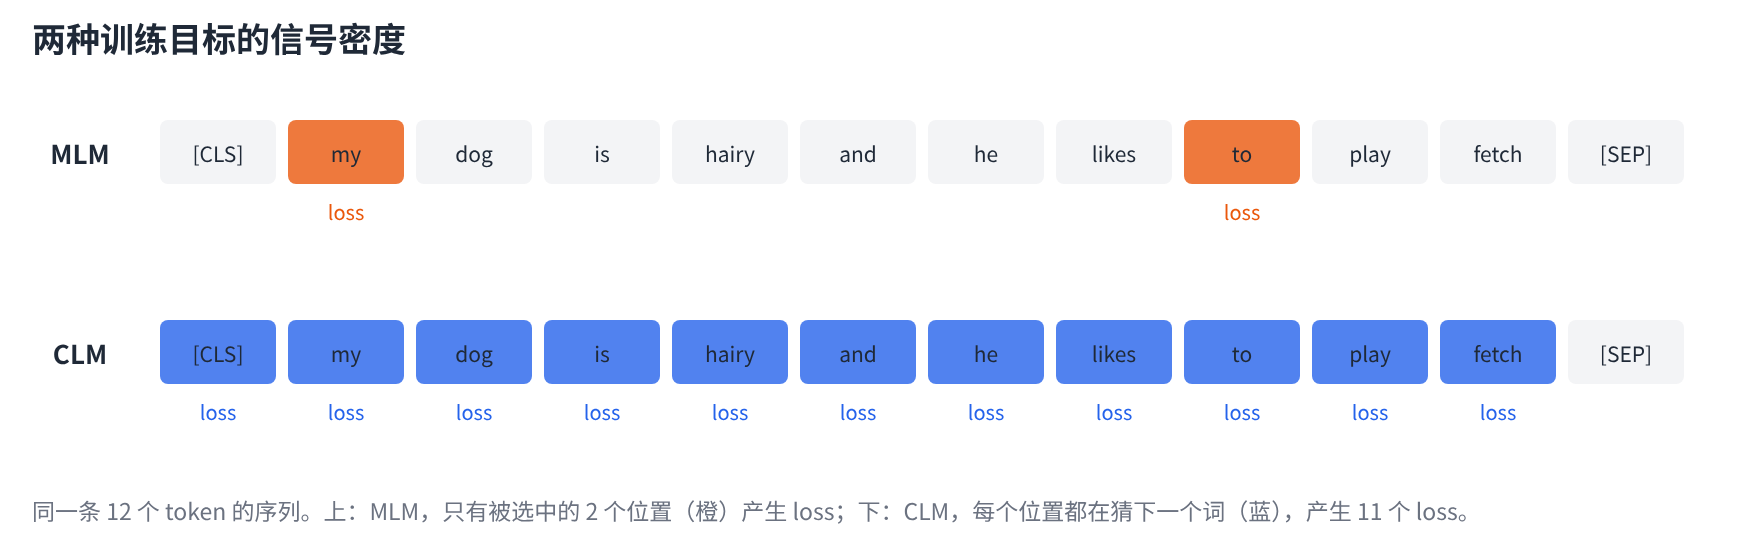 两种训练目标的信号密度
MLM [CLS] my dog is hairy and he likes to play fetch [SEP]
loss loss
CLM [CLS] my dog is hairy and he likes to play fetch [SEP]
loss loss loss loss loss loss loss loss loss loss loss
同一条 12 个 token 的序列。上：MLM，只有被选中的 2 个位置（橙）产生 loss；下：CLM，每个位置都在猜下一个词（蓝），产生 11 个 loss。